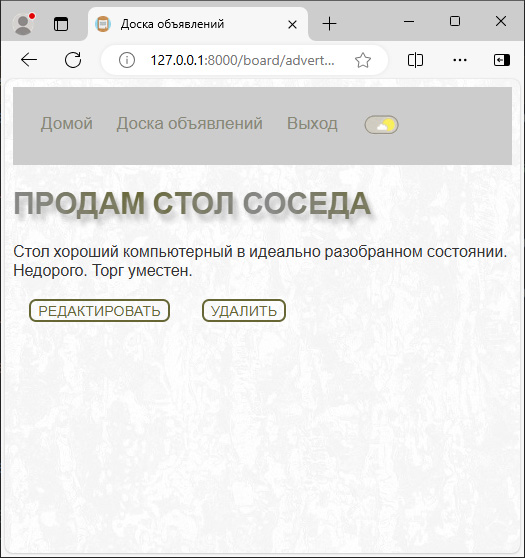 Доска объявлений
127.0.0.1:8000/board/advert...
Домой Доска объявлений Выход
ПРОДАМ СТОЛ СОСЕДА
Стол хороший компьютерный в идеально разобранном состоянии.
Недорого. Торг уместен.
РЕДАКТИРОВАТЬ УДАЛИТЬ